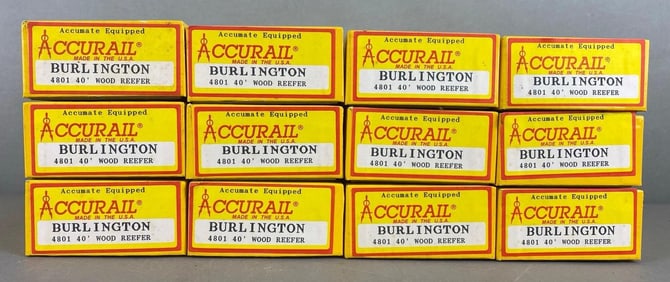 Accumate Equipped
ACCURAIL®
MADE IN THE U.S.A.
BURLINGTON
4801 40' WOOD REEFER
Accumate Equipped
ACCURAIL®
MADE IN THE U.S.A.
BURLINGTON
4801 40' WOOD REEFER
Accumate Equipped
ACCURAIL®
MADE IN THE U.S.A.
BURLINGTON
4801 40' WOOD REEFER
Accumate Equipped
ACCURAIL®
MADE IN THE U.S.A.
BURLINGTON
4801 40' WOOD REEFER
Accumate Equipped
ACCURAIL®
MADE IN THE U.S.A.
BURLINGTON
4801 40' WOOD REEFER
Accumate Equipped
ACCURAIL®
MADE IN THE U.S.A.
BURLINGTON
4801 40' WOOD REEFER
Accumate Equipped
ACCURAIL®
MADE IN THE U.S.A.
BURLINGTON
4801 40' WOOD REEFER
Accumate Equipped
ACCURAIL®
MADE IN THE U.S.A.
BURLINGTON
4801 40' WOOD REEFER
Accumate Equipped
ACCURAIL®
MADE IN THE U.S.A.
BURLINGTON
4801 40' WOOD REEFER
Accumate Equipped
ACCURAIL®
MADE IN THE U.S.A.
BURLINGTON
4801 40' WOOD REEFER
Accumate Equipped
ACCURAIL®
MADE IN THE U.S.A.
BURLINGTON
4801 40' WOOD REEFER
Accumate Equipped
ACCURAIL®
MADE IN THE U.S.A.
BURLINGTON
4801 40' WOOD REEFER